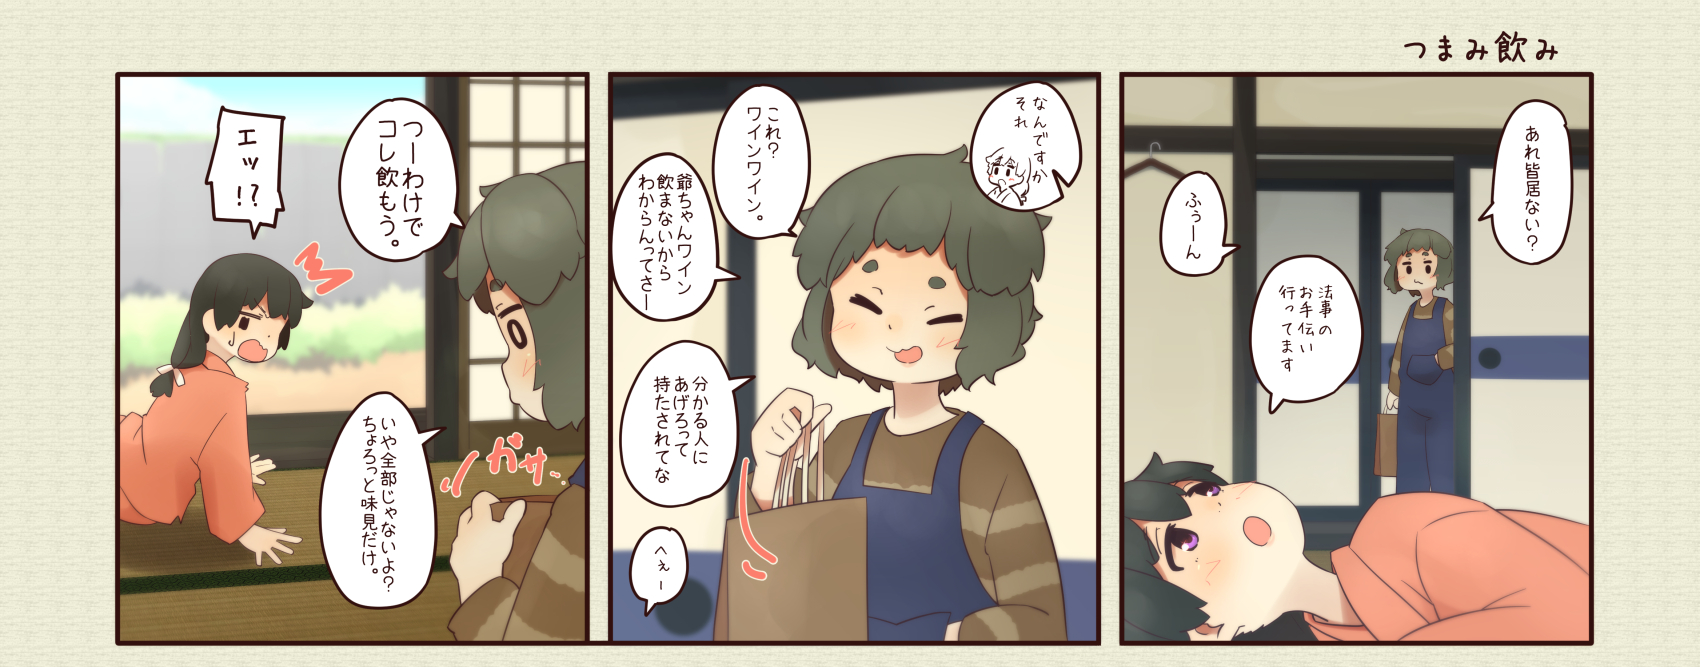 つまみ飲み
あれ皆居ない?
法事の
お手伝い
行ってます
ふぅーん
なんですか
それ
これ?
ワインワイン。
爺ちゃんワイン
飲まないから
わからんってさー
分かる人に
あげろって
持たされてな
へぇー
つーわけで
コレ飲もう。
エッ!?
ガサ…
いや全部じゃないよ?
ちょろっと味見だけ。